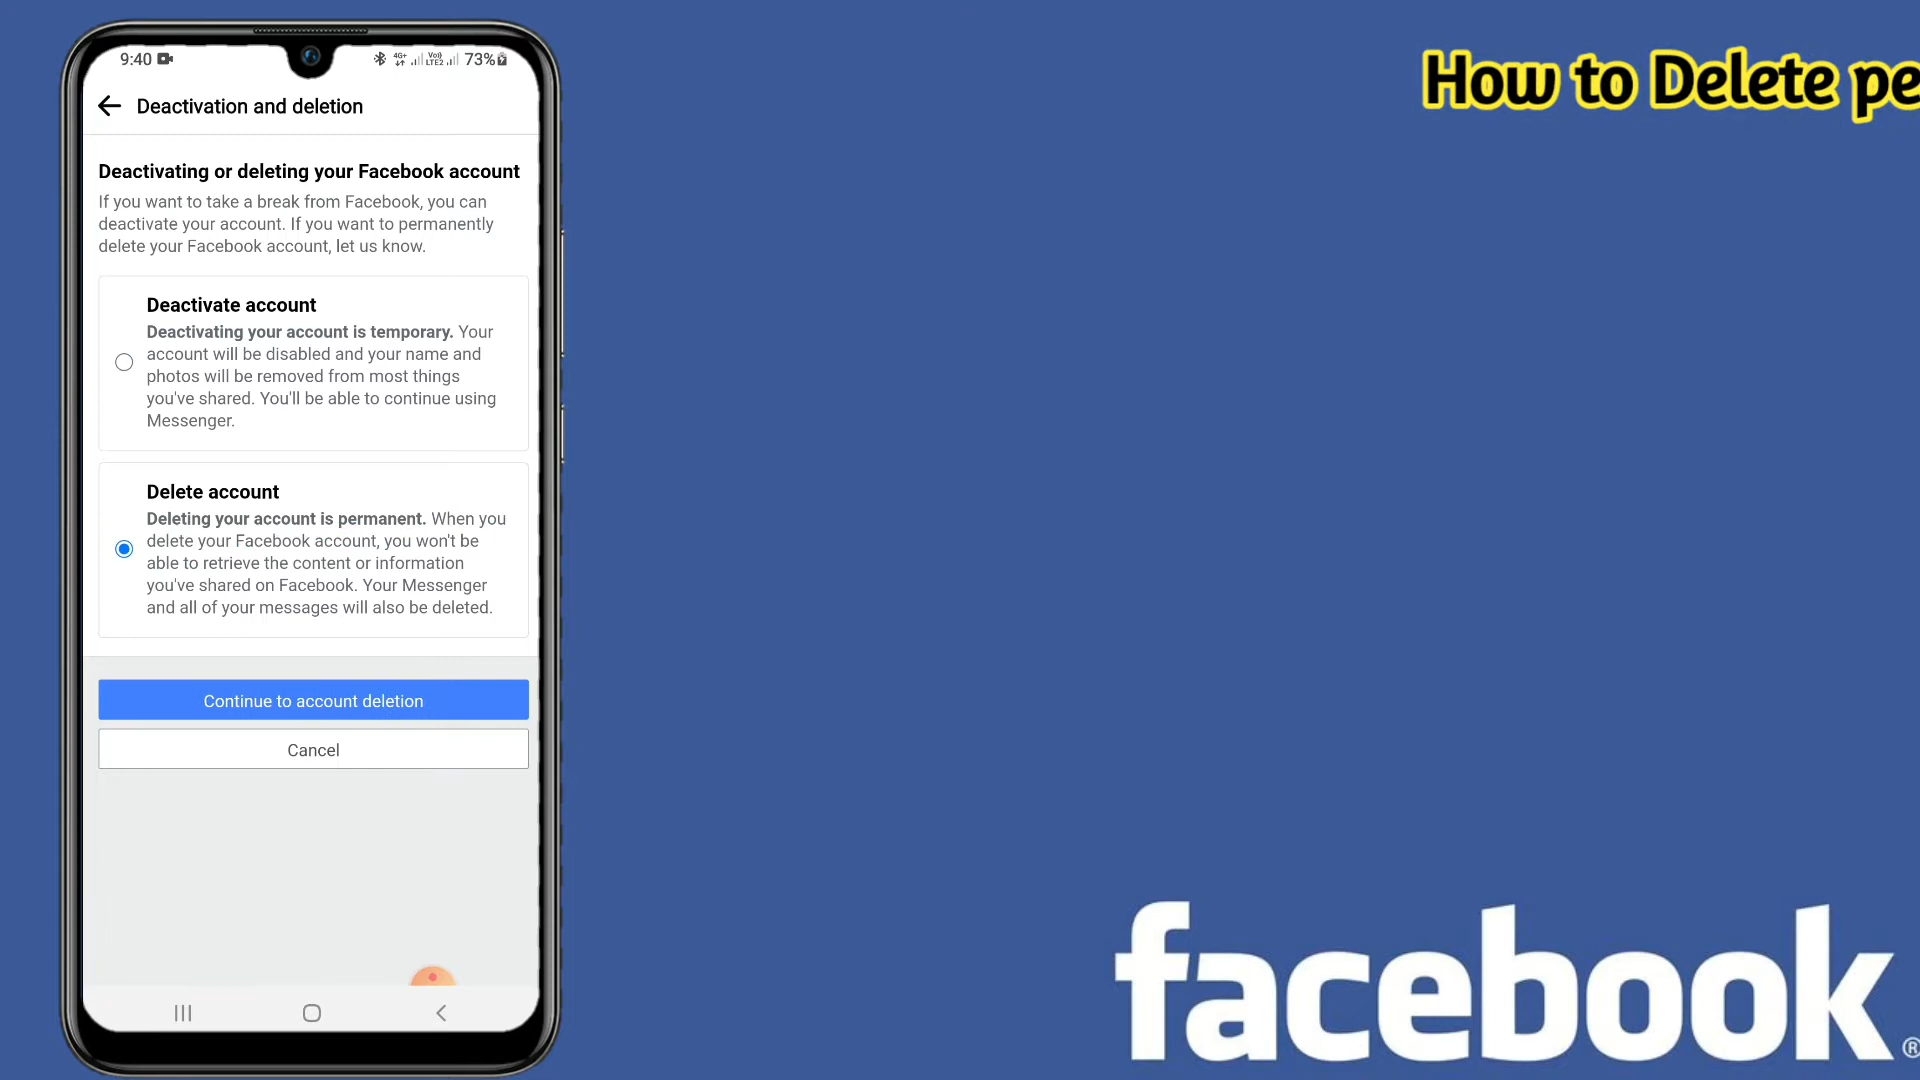 9:40
4G+
Vo))
LTE2
73%
Deactivation and deletion
Deactivating or deleting your Facebook account
If you want to take a break from Facebook, you can
deactivate your account. If you want to permanently
delete your Facebook account, let us know.
Deactivate account
Deactivating your account is temporary. Your
account will be disabled and your name and
photos will be removed from most things
you've shared. You'll be able to continue using
Messenger.
Delete account
Deleting your account is permanent. When you
delete your Facebook account, you won't be
able to retrieve the content or information
you've shared on Facebook. Your Messenger
and all of your messages will also be deleted.
Continue to account deletion
Cancel
How to Delete pe
facebook®